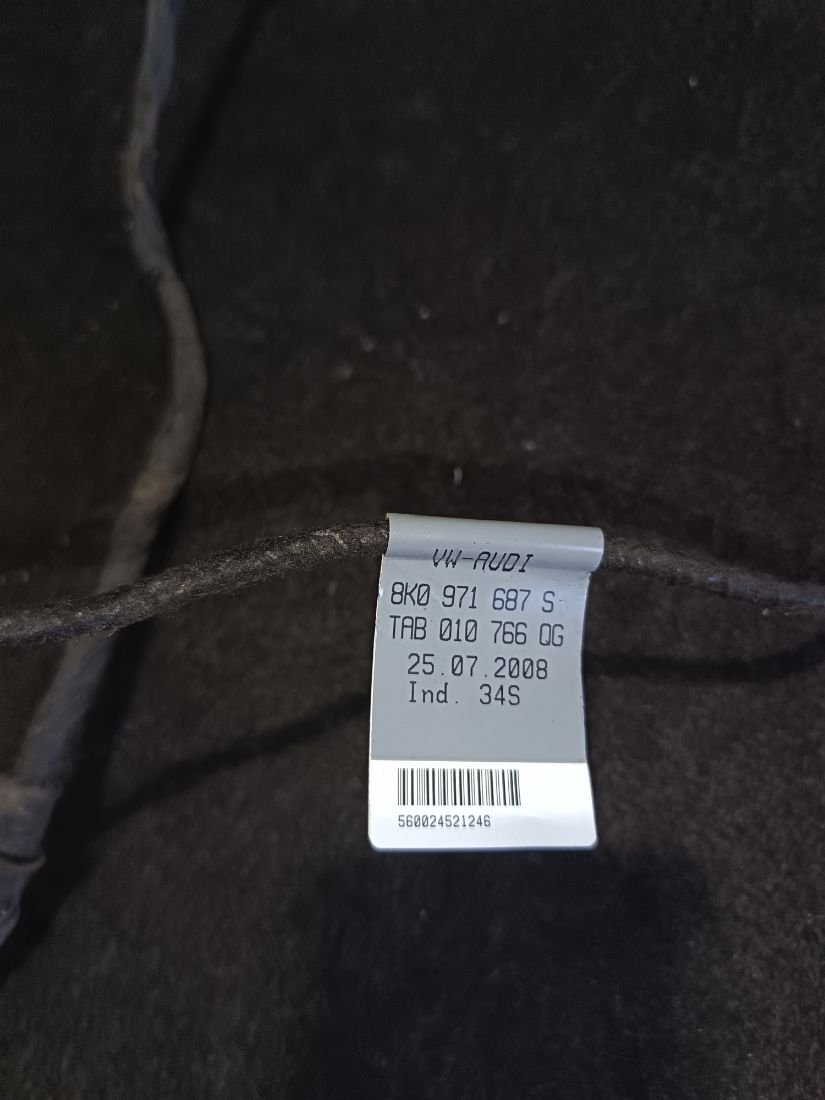 VW-AUDI
8K0 971 687 S
TAB 010 766 QG
25.07.2008
Ind. 34S
560024521246